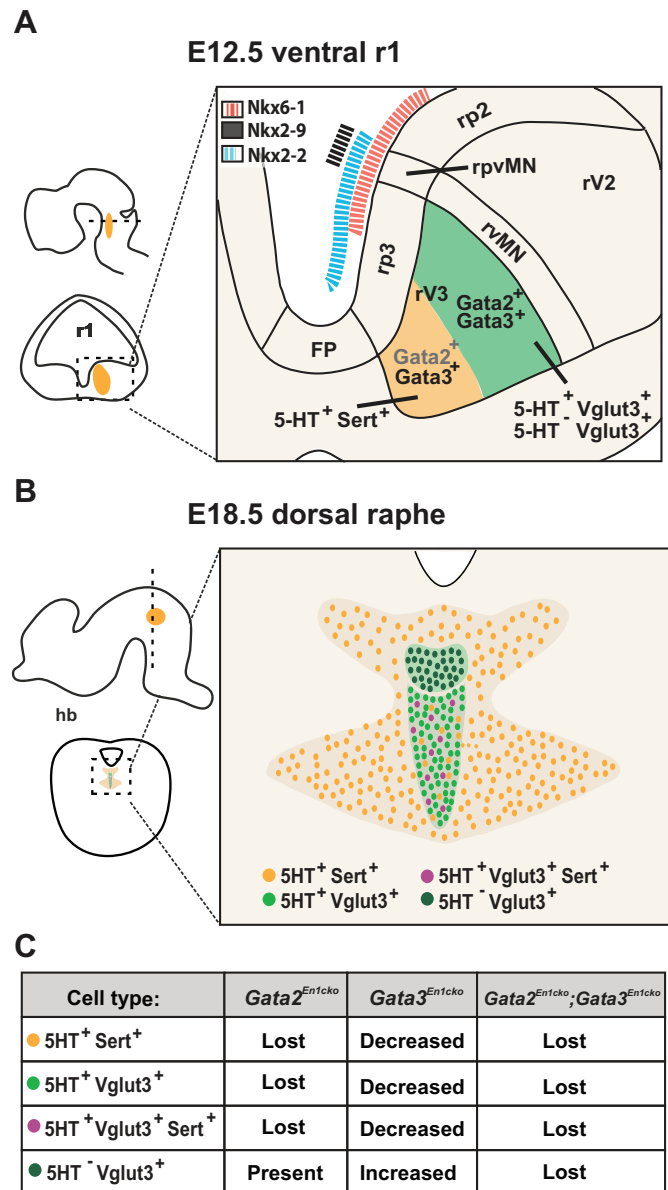 A
E12.5 ventral r1
Nkx6-1
Nkx2-9
Nkx2-2
rp2
rpvMN
rV2
rvMN
rp3
r1
rV3
Gata2+
Gata3+
FP
Gata2+
Gata3+
5-HT+ Sert+
5-HT+ Vglut3+
5-HT- Vglut3+
B
E18.5 dorsal raphe
hb
5HT+ Sert+
5HT+ Vglut3+ Sert+
5HT+ Vglut3+
5HT- Vglut3+
C
Cell type: Gata2En1cko Gata3En1cko Gata2En1cko;Gata3En1cko
5HT+ Sert+ Lost Decreased Lost
5HT+ Vglut3+ Lost Decreased Lost
5HT+ Vglut3+ Sert+ Lost Decreased Lost
5HT- Vglut3+ Present Increased Lost